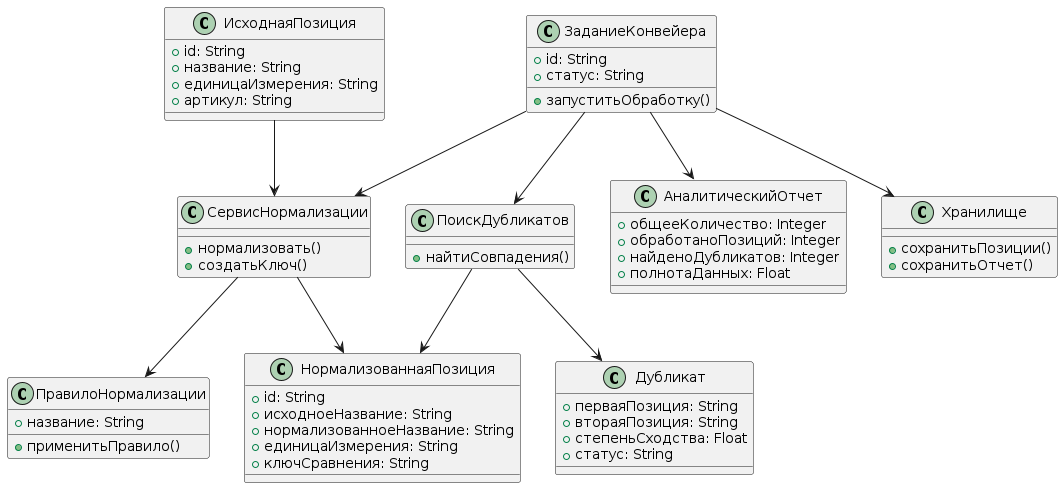 C ИсходнаяПозиция
id: String
название: String
единицаИзмерения: String
артикул: String
C ЗаданиеКонвейера
id: String
статус: String
запуститьОбработку()
C СервисНормализации
нормализовать()
создатьКлюч()
C ПоискДубликатов
найтиСовпадения()
C АналитическийОтчет
общееКоличество: Integer
обработаноПозиций: Integer
найденоДубликатов: Integer
полнотаДанных: Float
C Хранилище
сохранитьПозиции()
сохранитьОтчет()
C ПравилоНормализации
название: String
применитьПравило()
C НормализованнаяПозиция
id: String
исходноеНазвание: String
нормализованноеНазвание: String
единицаИзмерения: String
ключСравнения: String
C Дубликат
перваяПозиция: String
втораяПозиция: String
степеньСходства: Float
статус: String